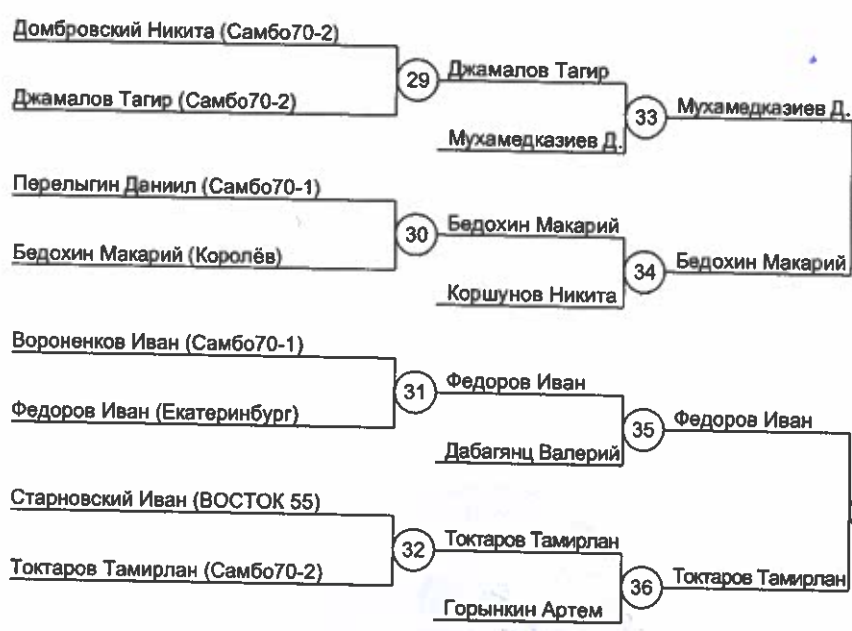 Домбровский Никита (Самбо70-2)
29
Джамалов Тагир
Джамалов Тагир (Самбо70-2)
33
Мухамедказиев Д.
Мухамедказиев Д.
Перелыгин Даниил (Самбо70-1)
30
Бедохин Макарий
Бедохин Макарий (Королёв)
34
Бедохин Макарий
Коршунов Никита
Вороненков Иван (Самбо70-1)
31
Федоров Иван
Федоров Иван (Екатеринбург)
35
Федоров Иван
Дабагянц Валерий
Старновский Иван (ВОСТОК 55)
32
Токтаров Тамирлан
Токтаров Тамирлан (Самбо70-2)
36
Токтаров Тамирлан
Горынкин Артем